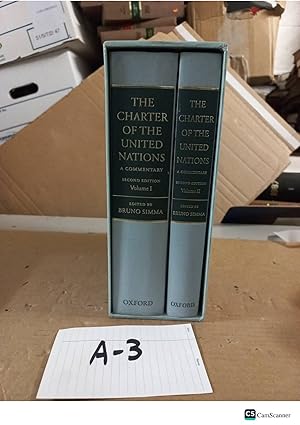 THE
CHARTER
OF THE
UNITED
NATIONS
A COMMENTARY
SECOND EDITION
Volume I
EDITED BY
BRUNO SIMMA
OXFORD
THE
CHARTER
OF THE
UNITED
NATIONS
A COMMENTARY
SECOND EDITION
Volume II
EDITED BY
BRUNO SIMMA
OXFORD
A-3
CS CamScanner